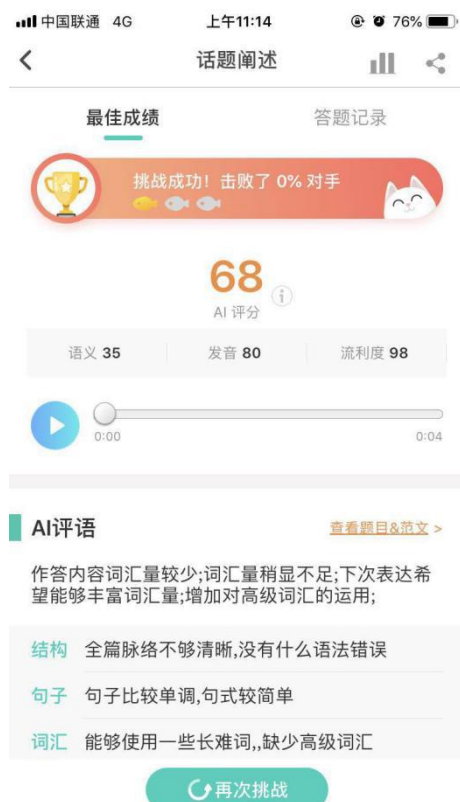 中国联通 4G 上午11:14 76%
话题阐述
最佳成绩 答题记录
挑战成功！击败了 0% 对手
68
AI 评分
语义 35 发音 80 流利度 98
0:00 0:04
AI评语 查看题目&范文 >
作答内容词汇量较少;词汇量稍显不足;下次表达希
望能够丰富词汇量;增加对高级词汇的运用;
结构 全篇脉络不够清晰,没有什么语法错误
句子 句子比较单调,句式较简单
词汇 能够使用一些长难词,,缺少高级词汇
再次挑战